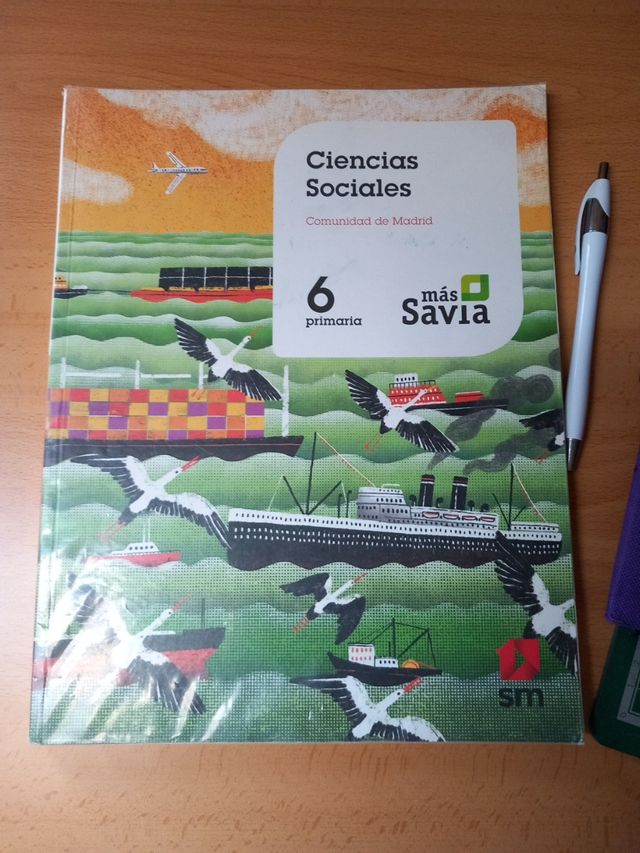 Ciencias
Sociales
Comunidad de Madrid
6
primaria
más
Savia
sm